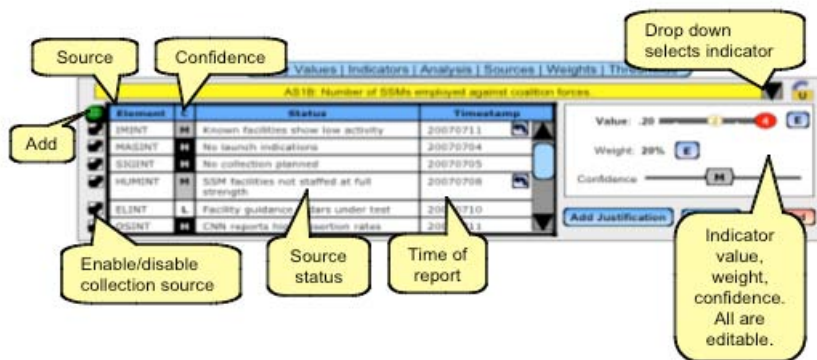 Drop down
selects indicator
Source
Confidence
Values | Indicators | Analysis | Sources | Weights |
AS1B: Number of SSMs employed against coalition forces.
U
Element C Status Timestamp
Add
IMINT M Known facilities show low activity 20070711
MASINT H No launch indications 20070704
SIGINT H No collection planned 20070705
HUMINT M SSM facilities not staffed at full
strength 20070708
ELINT L Facility guidance under test
OSINT H CNN reports rates
Value: .20 E
Weight: 20% E
Confidence M
Add Justification
Enable/disable
collection source
Source
status
Time of
report
Indicator
value,
weight,
confidence.
All are
editable.